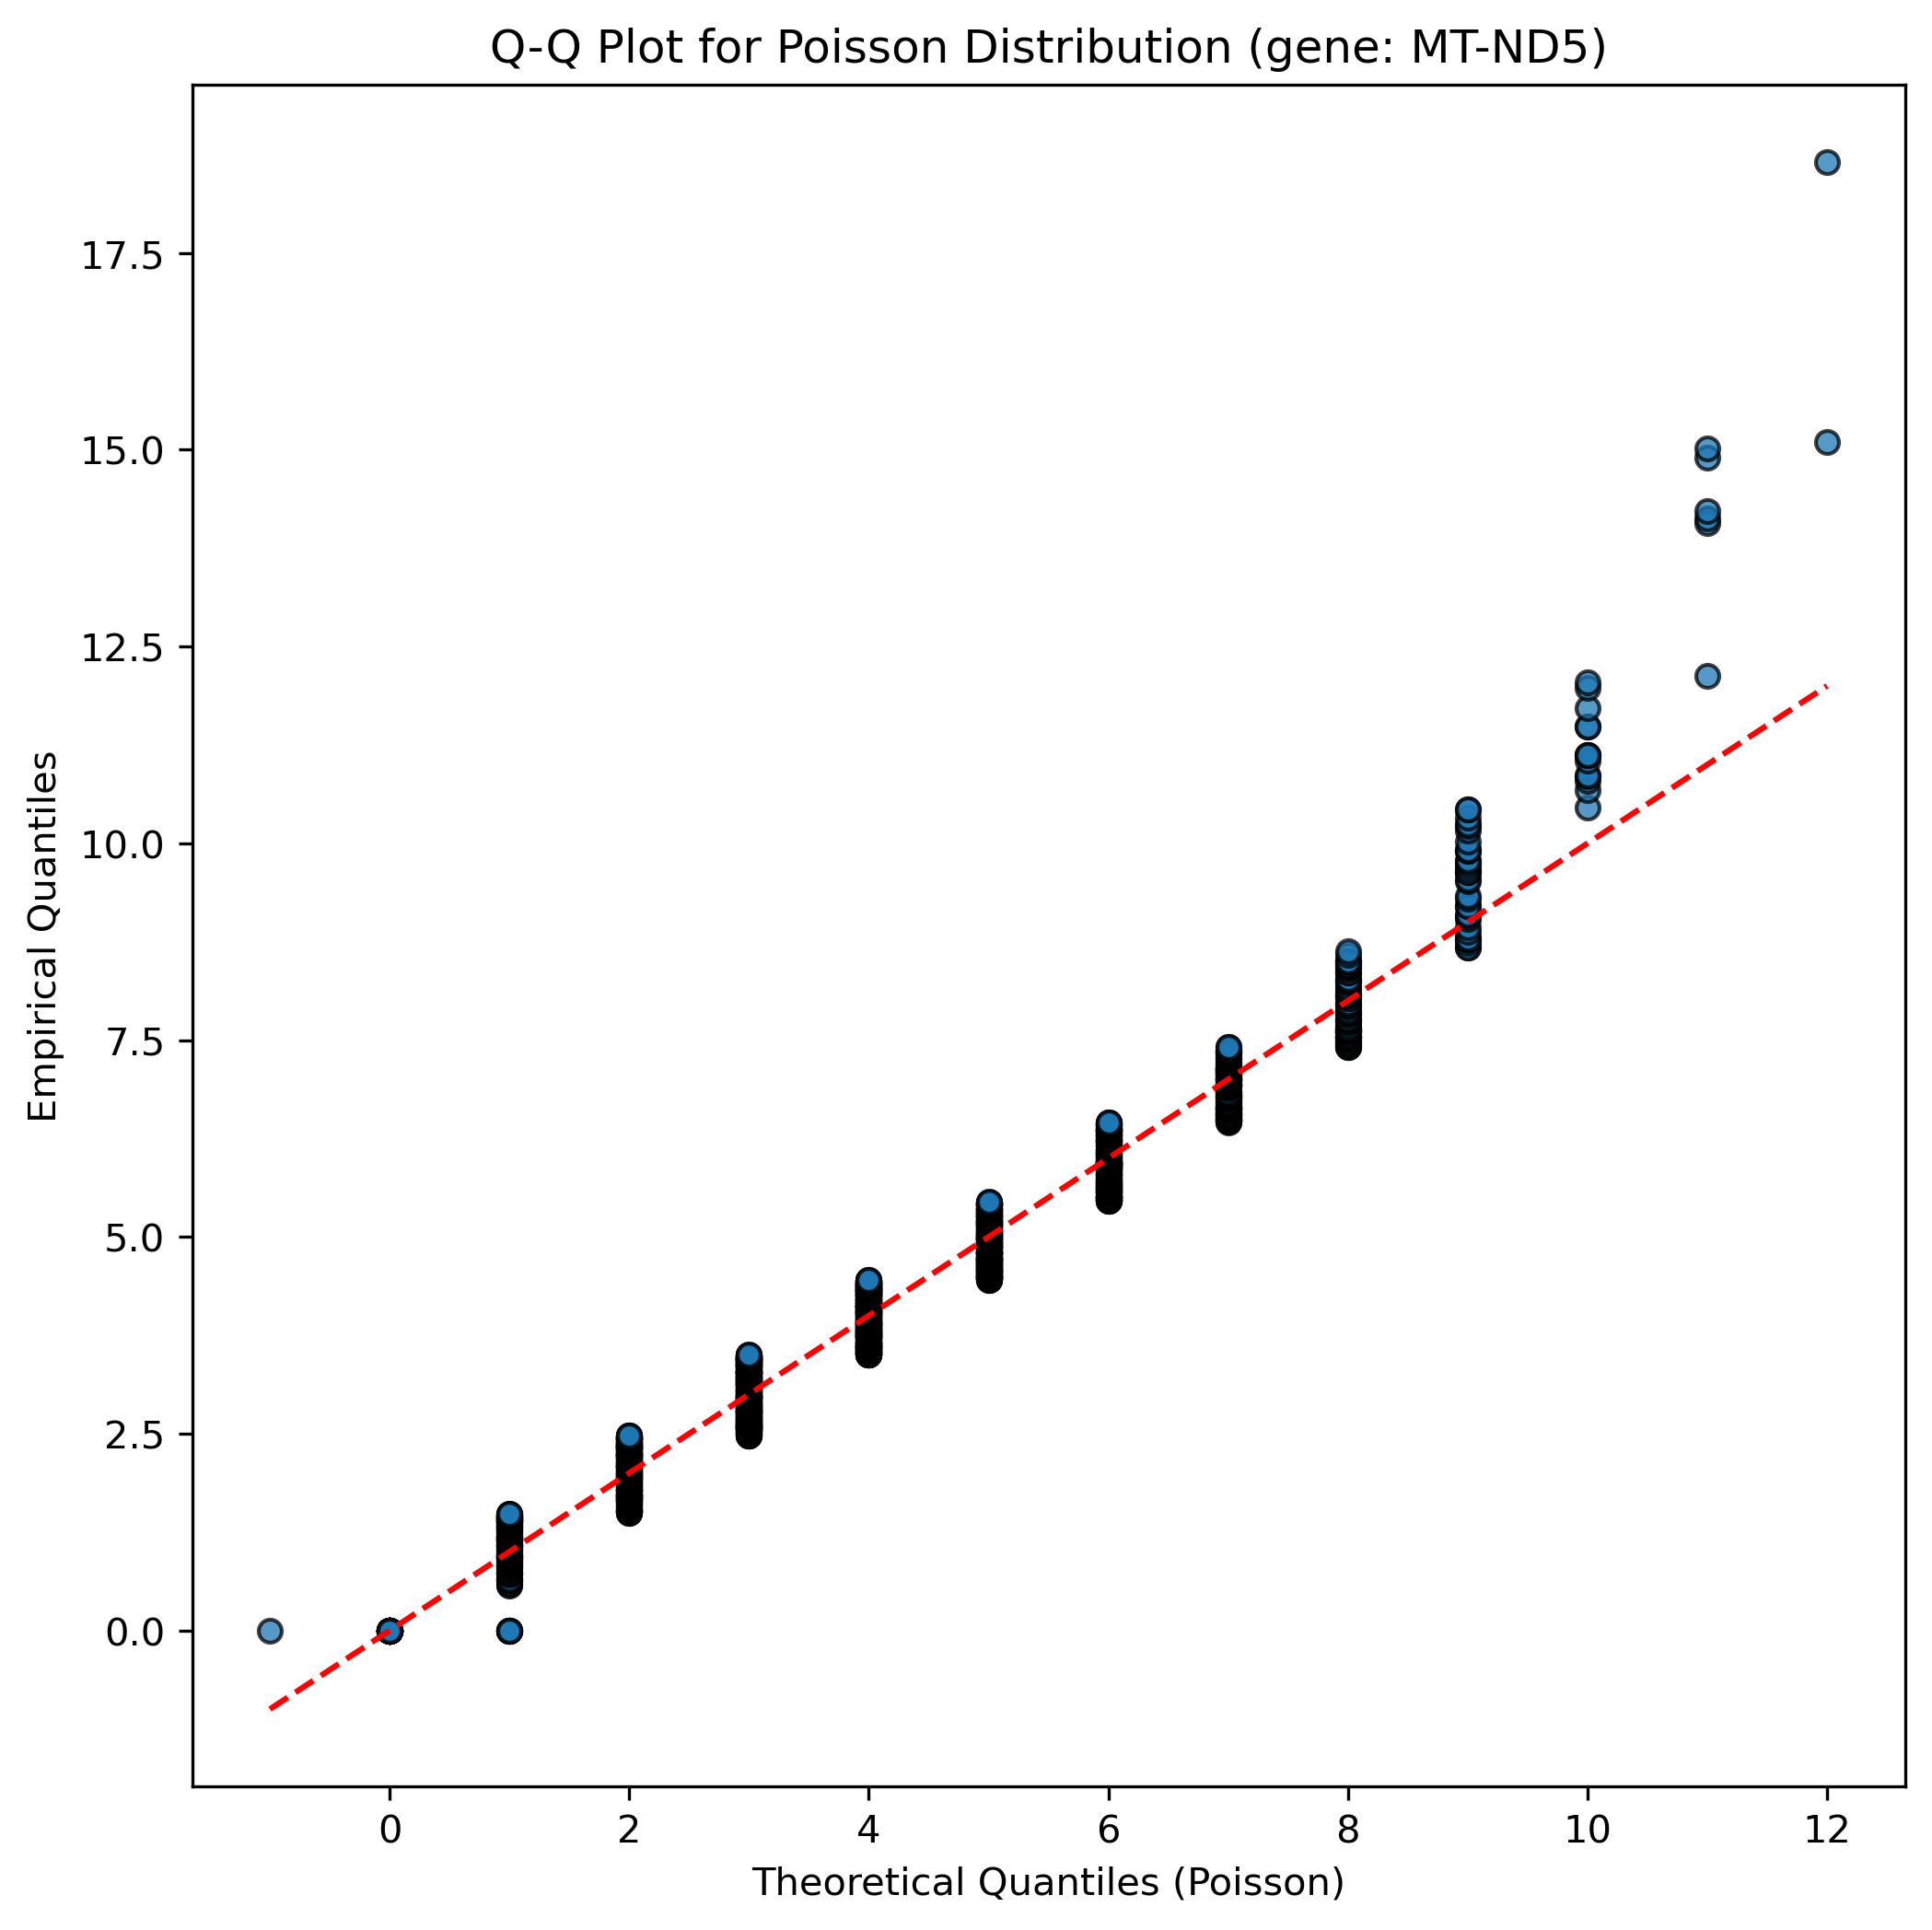 Q-Q Plot for Poisson Distribution (gene: MT-ND5)
Empirical Quantiles
17.5
15.0
12.5
10.0
7.5
5.0
2.5
0.0
0 2 4 6 8 10 12
Theoretical Quantiles (Poisson)